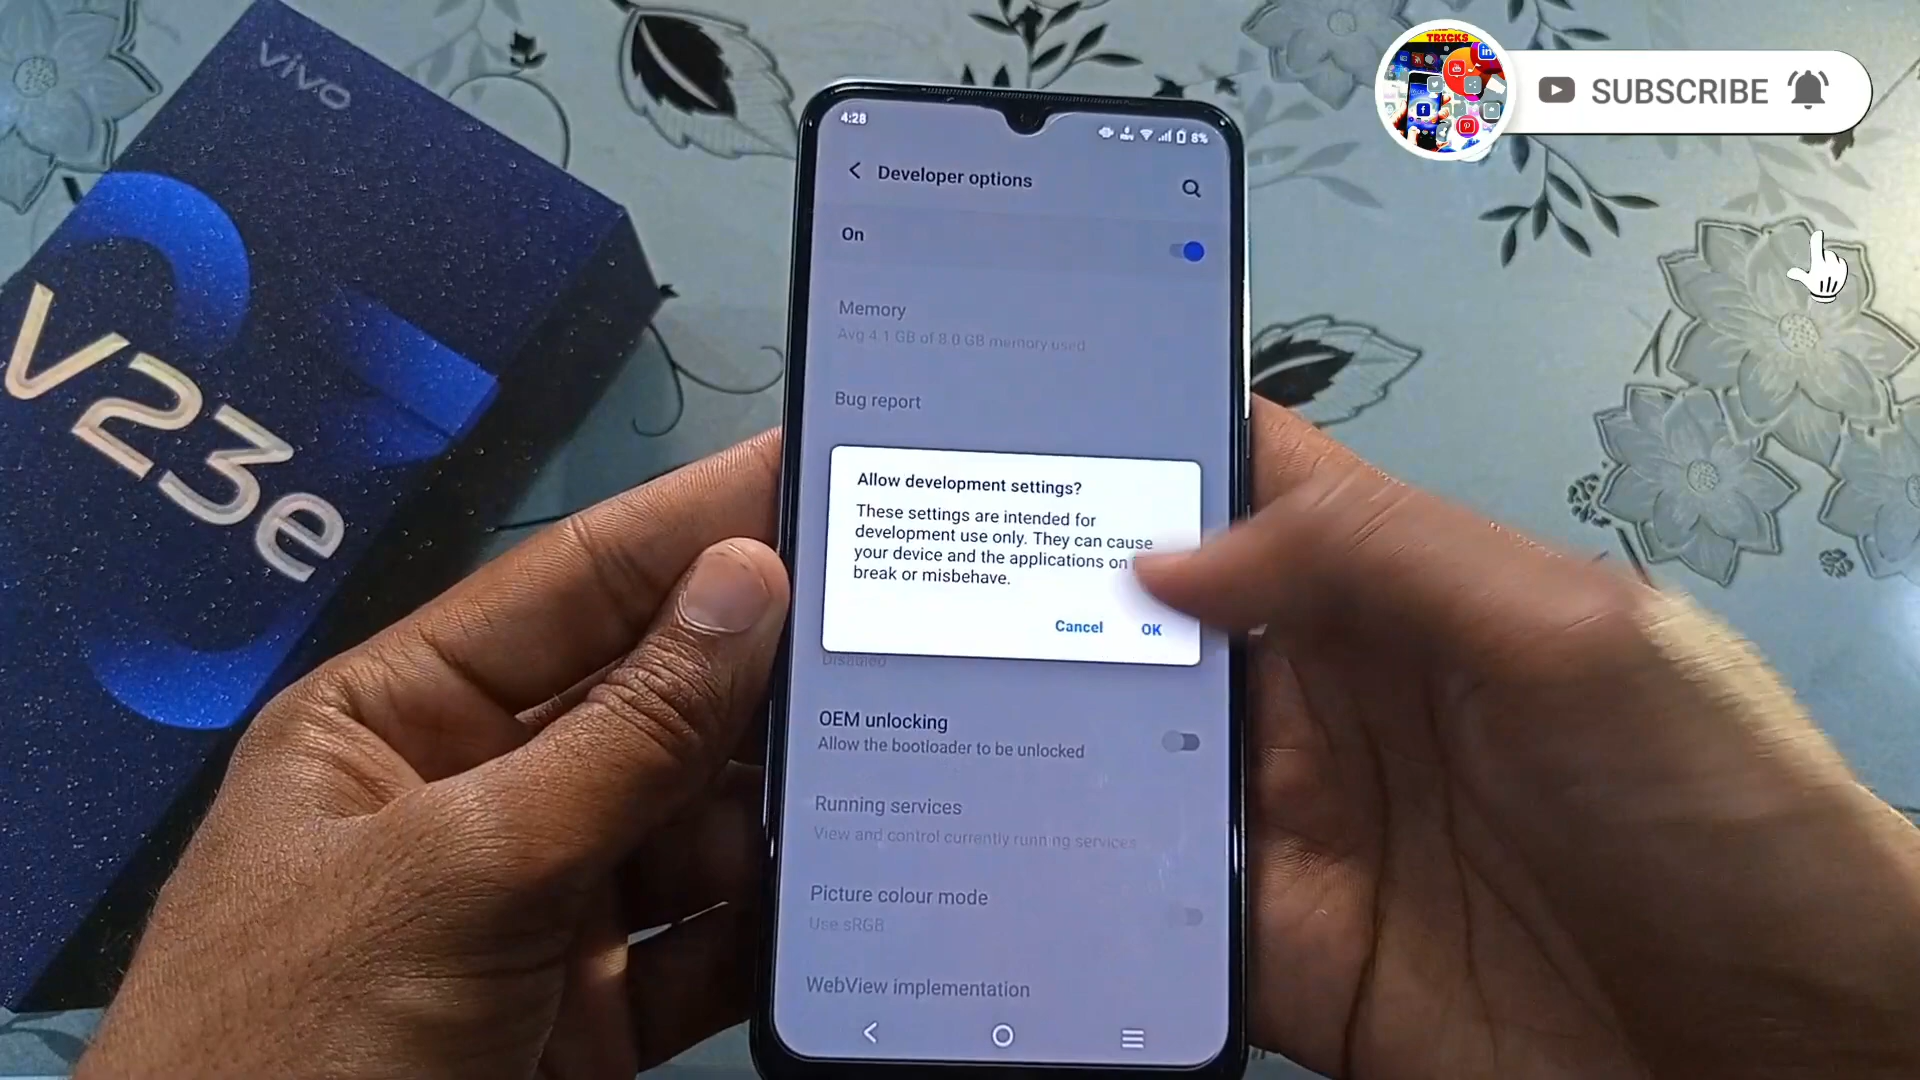 vivo
V23e
TRICKS
SUBSCRIBE
4:28
8%
Developer options
On
Memory
Avg 4.1 GB of 8.0 GB memory used
Bug report
Allow development settings?
These settings are intended for
development use only. They can cause
your device and the applications on
break or misbehave.
Cancel
OK
Disabled
OEM unlocking
Allow the bootloader to be unlocked
Running services
View and control currently running services
Picture colour mode
Use sRGB
WebView implementation